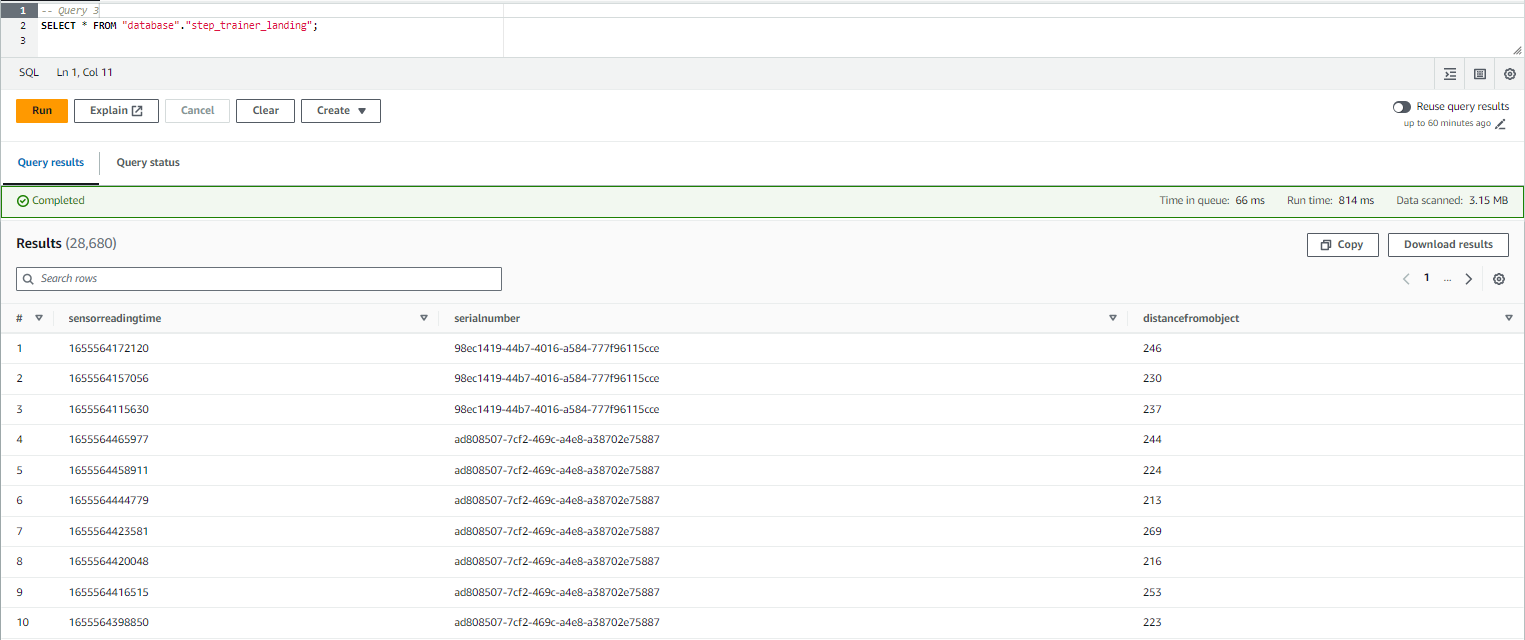 1 -- Query 3
2 SELECT * FROM "database"."step_trainer_landing";
3
SQL Ln 1, Col 11
Run Explain Cancel Clear Create Reuse query results
up to 60 minutes ago
Query results Query status
Completed Time in queue: 66 ms Run time: 814 ms Data scanned: 3.15 MB
Results (28,680) Copy Download results
Search rows 1 ...
# sensorreadingtime serialnumber distancefromobject
1 1655564172120 98ec1419-44b7-4016-a584-777f96115cce 246
2 1655564157056 98ec1419-44b7-4016-a584-777f96115cce 230
3 1655564115630 98ec1419-44b7-4016-a584-777f96115cce 237
4 1655564465977 ad808507-7cf2-469c-a4e8-a38702e75887 244
5 1655564458911 ad808507-7cf2-469c-a4e8-a38702e75887 224
6 1655564444779 ad808507-7cf2-469c-a4e8-a38702e75887 213
7 1655564423581 ad808507-7cf2-469c-a4e8-a38702e75887 269
8 1655564420048 ad808507-7cf2-469c-a4e8-a38702e75887 216
9 1655564416515 ad808507-7cf2-469c-a4e8-a38702e75887 253
10 1655564398850 ad808507-7cf2-469c-a4e8-a38702e75887 223